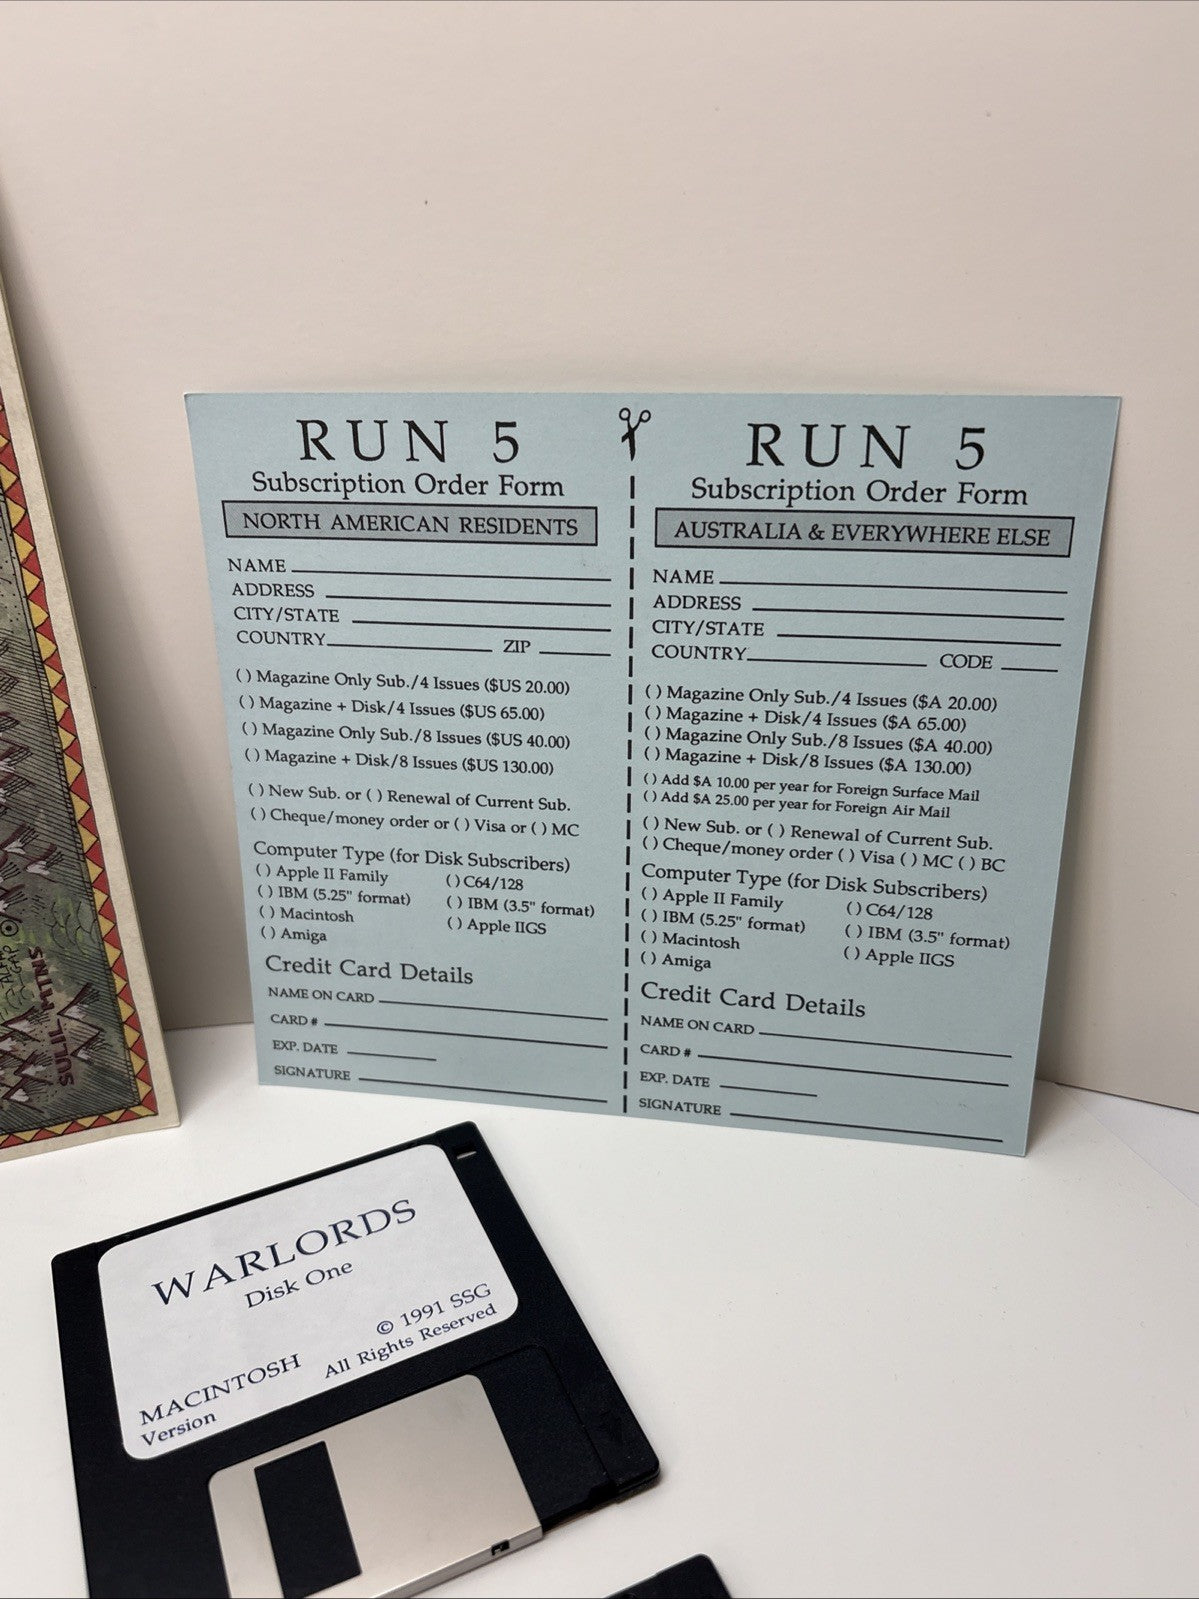 RUN 5
Subscription Order Form
NORTH AMERICAN RESIDENTS
NAME
ADDRESS
CITY/STATE
COUNTRY ZIP
( ) Magazine Only Sub./4 Issues ($US 20.00)
( ) Magazine + Disk/4 Issues ($US 65.00)
( ) Magazine Only Sub./8 Issues ($US 40.00)
( ) Magazine + Disk/8 Issues ($US 130.00)
( ) New Sub. or ( ) Renewal of Current Sub.
( ) Cheque/money order or ( ) Visa or ( ) MC
Computer Type (for Disk Subscribers)
( ) Apple II Family ( ) C64/128
( ) IBM (5.25" format) ( ) IBM (3.5" format)
( ) Macintosh ( ) Apple IIGS
( ) Amiga
Credit Card Details
NAME ON CARD
CARD #
EXP. DATE
SIGNATURE
RUN 5
Subscription Order Form
AUSTRALIA & EVERYWHERE ELSE
NAME
ADDRESS
CITY/STATE
COUNTRY CODE
( ) Magazine Only Sub./4 Issues ($A 20.00)
( ) Magazine + Disk/4 Issues ($A 65.00)
( ) Magazine Only Sub./8 Issues ($A 40.00)
( ) Magazine + Disk/8 Issues ($A 130.00)
( ) Add $A 10.00 per year for Foreign Surface Mail
( ) Add $A 25.00 per year for Foreign Air Mail
( ) New Sub. or ( ) Renewal of Current Sub.
( ) Cheque/money order ( ) Visa ( ) MC ( ) BC
Computer Type (for Disk Subscribers)
( ) Apple II Family ( ) C64/128
( ) IBM (5.25" format) ( ) IBM (3.5" format)
( ) Macintosh ( ) Apple IIGS
( ) Amiga
Credit Card Details
NAME ON CARD
CARD #
EXP. DATE
SIGNATURE
WARLORDS
Disk One
© 1991 SSG
All Rights Reserved
MACINTOSH
Version